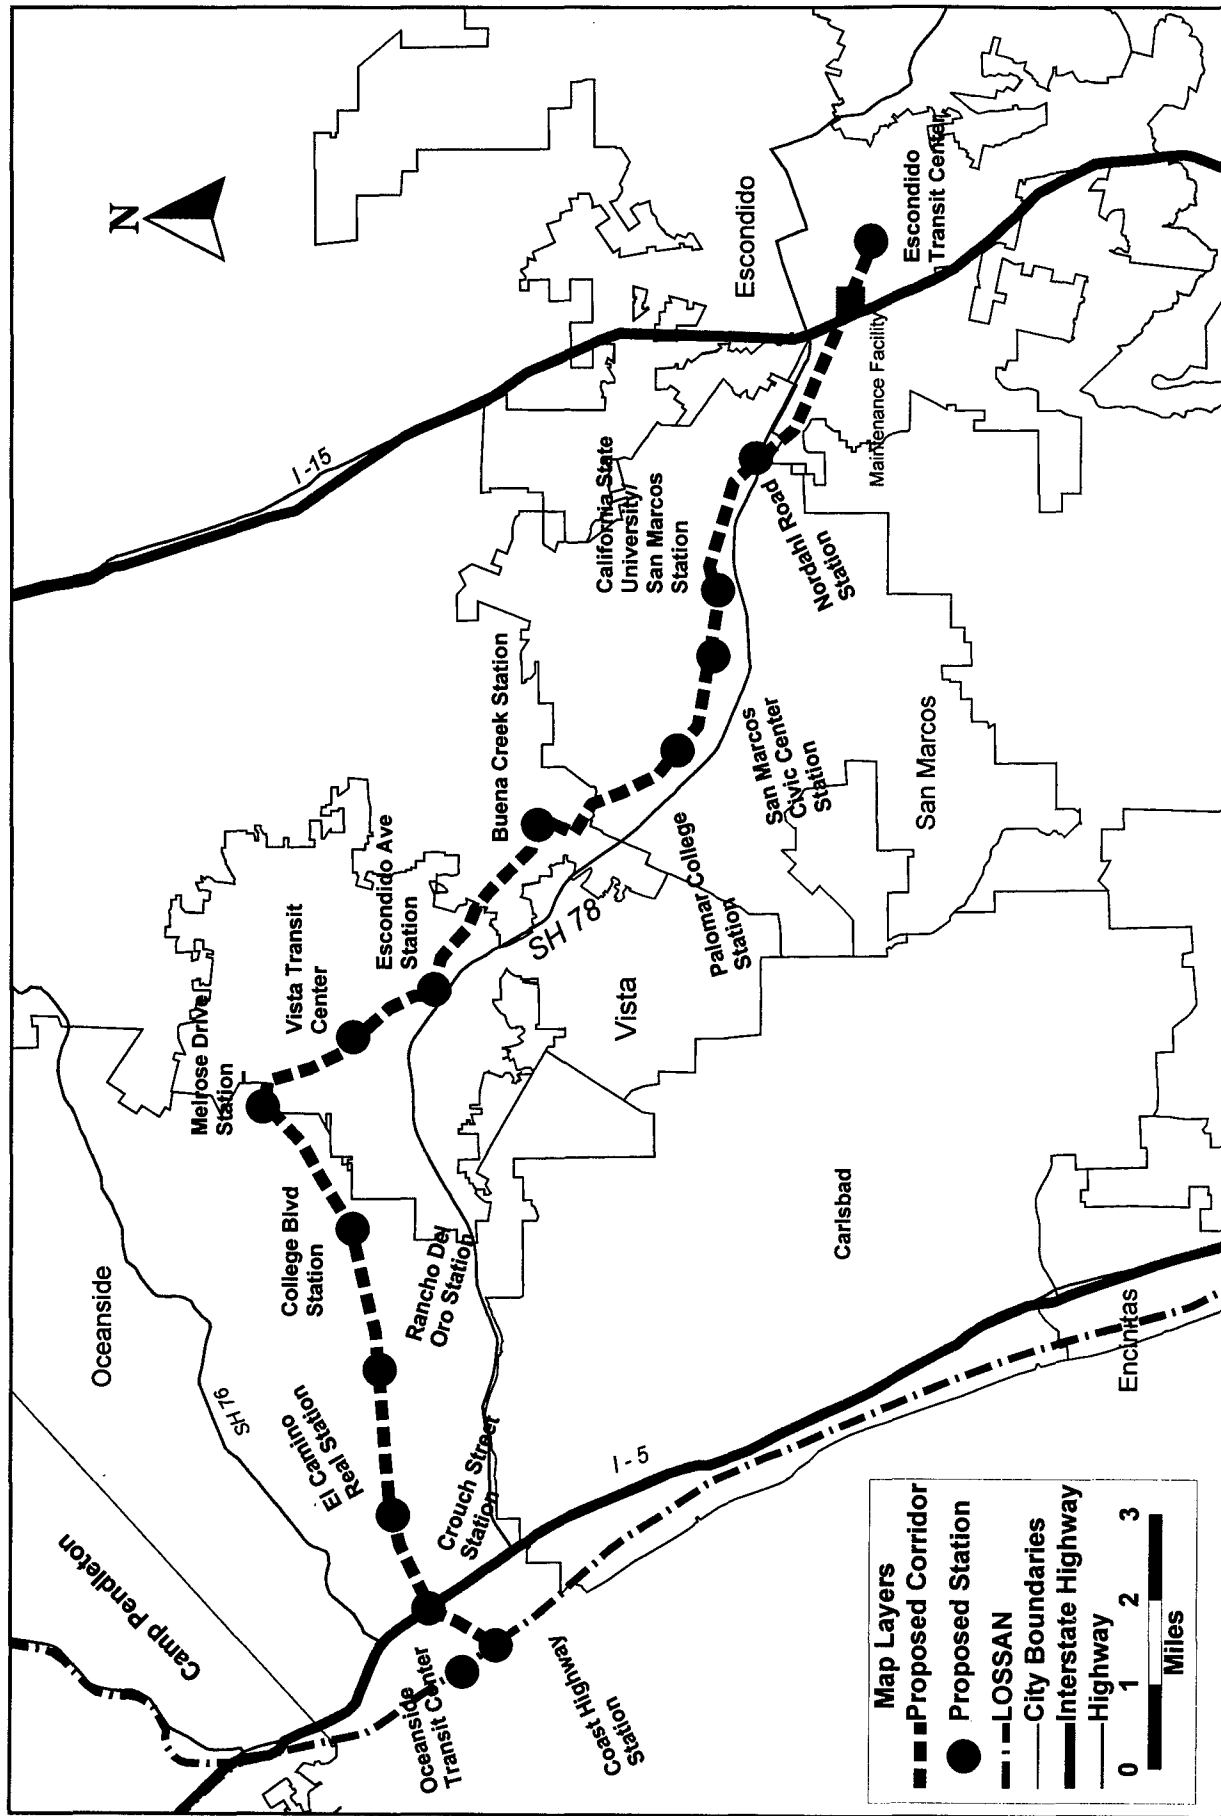 N
I-15
Escondido
Escondido
Transit Center
Maintenance Facility
California State
University/
San Marcos
Station
Nordahl Road
Station
Buena Creek Station
San Marcos
Civic Center
Station
San Marcos
Palomar College
Station
SH 78
Escondido Ave
Station
Vista Transit
Center
Vista
Melrose Drive
Station
College Blvd
Station
Rancho Del
Oro Station
Oceanside
SH 76
El Camino
Real Station
Crouch Street
Station
Carlsbad
I-5
Encinitas
Camp Pendleton
Oceanside
Transit Center
Coast Highway
Station
Map Layers
Proposed Corridor
Proposed Station
LOSSAN
City Boundaries
Interstate Highway
Highway
0 1 2 3
Miles